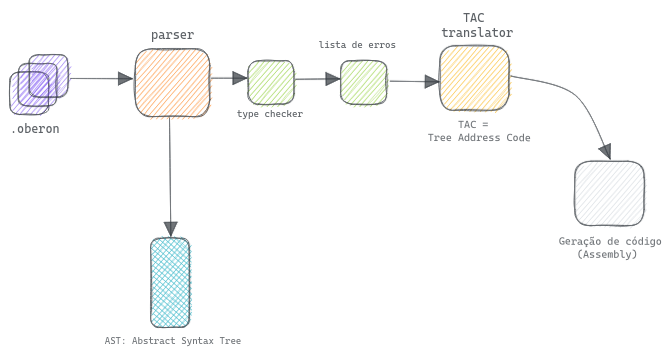 TAC
translator
parser
lista de erros
type checker
.oberon
TAC =
Tree Address Code
Geração de código
(Assembly)
AST: Abstract Syntax Tree